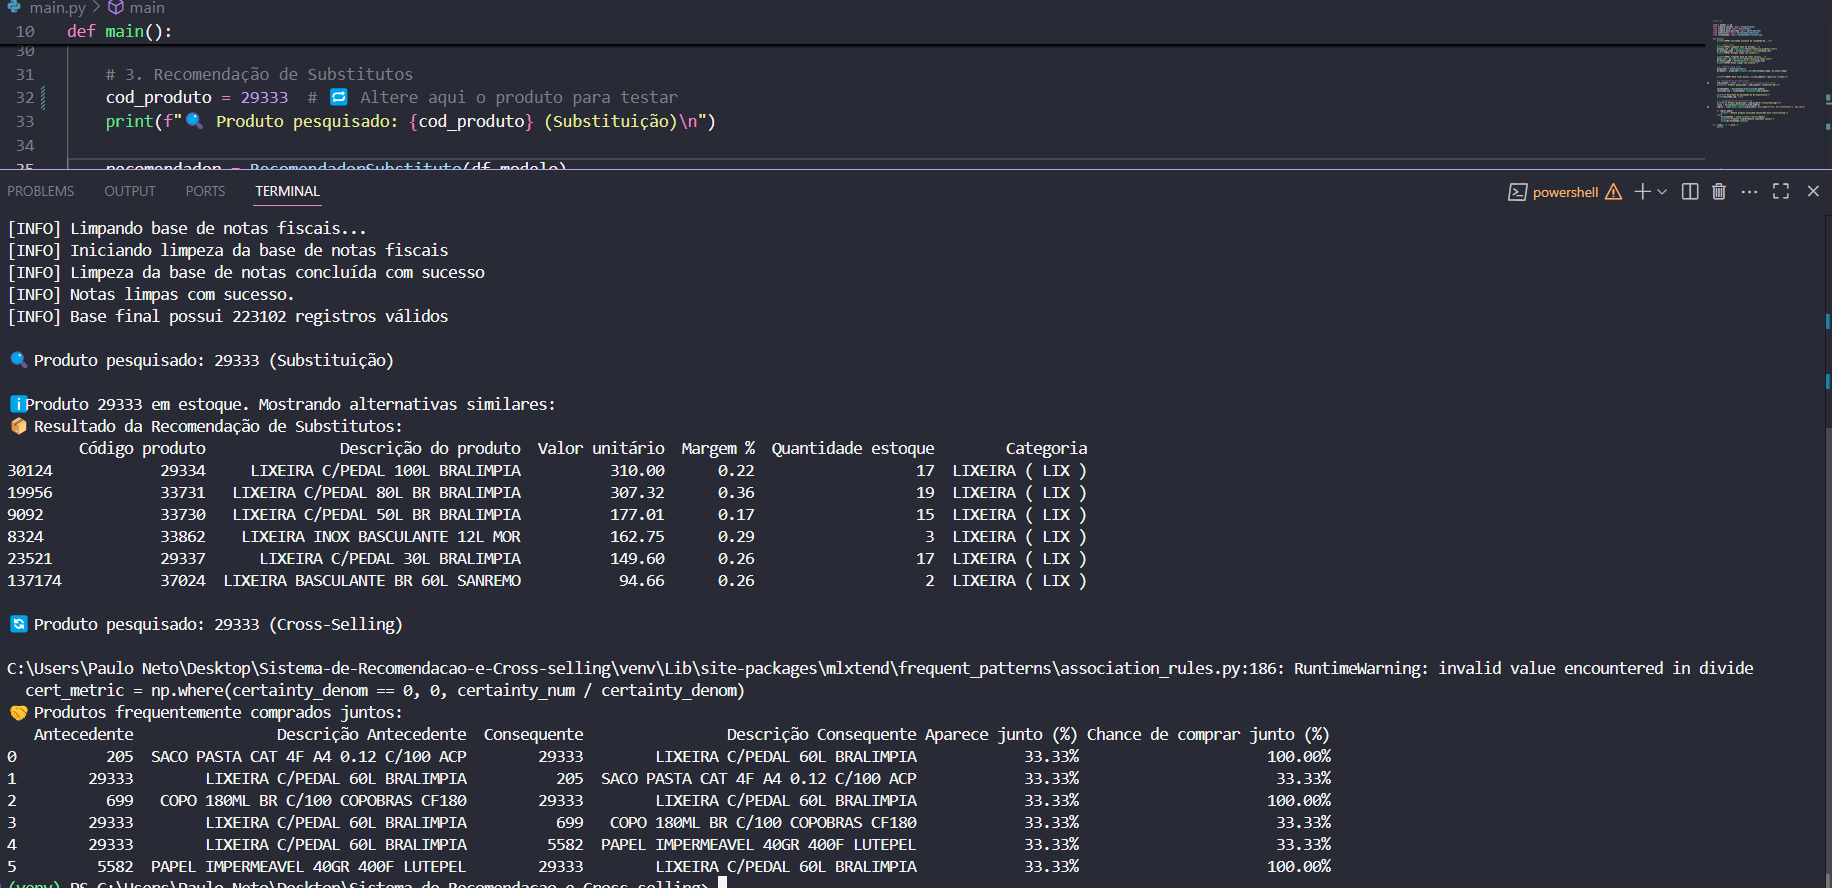 main.py > main
10 def main():
30
31 # 3. Recomendação de Substitutos
32 cod_produto = 29333 # 🔁 Altere aqui o produto para testar
33 print(f"🔍 Produto pesquisado: {cod_produto} (Substituição)\n")
34
35 recomendador = RecomendadorSubstituto(df_modelo)
PROBLEMS OUTPUT PORTS TERMINAL powershell
[INFO] Limpando base de notas fiscais...
[INFO] Iniciando limpeza da base de notas fiscais
[INFO] Limpeza da base de notas concluída com sucesso
[INFO] Notas limpas com sucesso.
[INFO] Base final possui 223102 registros válidos
🔍 Produto pesquisado: 29333 (Substituição)
ℹ️Produto 29333 em estoque. Mostrando alternativas similares:
📦 Resultado da Recomendação de Substitutos:
Código produto Descrição do produto Valor unitário Margem % Quantidade estoque Categoria
30124 29334 LIXEIRA C/PEDAL 100L BRALIMPIA 310.00 0.22 17 LIXEIRA ( LIX )
19956 33731 LIXEIRA C/PEDAL 80L BR BRALIMPIA 307.32 0.36 19 LIXEIRA ( LIX )
9092 33730 LIXEIRA C/PEDAL 50L BR BRALIMPIA 177.01 0.17 15 LIXEIRA ( LIX )
8324 33862 LIXEIRA INOX BASCULANTE 12L MOR 162.75 0.29 3 LIXEIRA ( LIX )
23521 29337 LIXEIRA C/PEDAL 30L BRALIMPIA 149.60 0.26 17 LIXEIRA ( LIX )
137174 37024 LIXEIRA BASCULANTE BR 60L SANREMO 94.66 0.26 2 LIXEIRA ( LIX )
🔄 Produto pesquisado: 29333 (Cross-Selling)
C:\Users\Paulo Neto\Desktop\Sistema-de-Recomendacao-e-Cross-selling\venv\Lib\site-packages\mlxtend\frequent_patterns\association_rules.py:186: RuntimeWarning: invalid value encountered in divide
cert_metric = np.where(certainty_denom == 0, 0, certainty_num / certainty_denom)
🤝 Produtos frequentemente comprados juntos:
Antecedente Descrição Antecedente Consequente Descrição Consequente Aparece junto (%) Chance de comprar junto (%)
0 205 SACO PASTA CAT 4F A4 0.12 C/100 ACP 29333 LIXEIRA C/PEDAL 60L BRALIMPIA 33.33% 100.00%
1 29333 LIXEIRA C/PEDAL 60L BRALIMPIA 205 SACO PASTA CAT 4F A4 0.12 C/100 ACP 33.33% 33.33%
2 699 COPO 180ML BR C/100 COPOBRAS CF180 29333 LIXEIRA C/PEDAL 60L BRALIMPIA 33.33% 100.00%
3 29333 LIXEIRA C/PEDAL 60L BRALIMPIA 699 COPO 180ML BR C/100 COPOBRAS CF180 33.33% 33.33%
4 29333 LIXEIRA C/PEDAL 60L BRALIMPIA 5582 PAPEL IMPERMEAVEL 40GR 400F LUTEPEL 33.33% 33.33%
5 5582 PAPEL IMPERMEAVEL 40GR 400F LUTEPEL 29333 LIXEIRA C/PEDAL 60L BRALIMPIA 33.33% 100.00%
(venv) PS C:\Users\Paulo Neto\Desktop\Sistema-de-Recomendacao-e-Cross-selling>